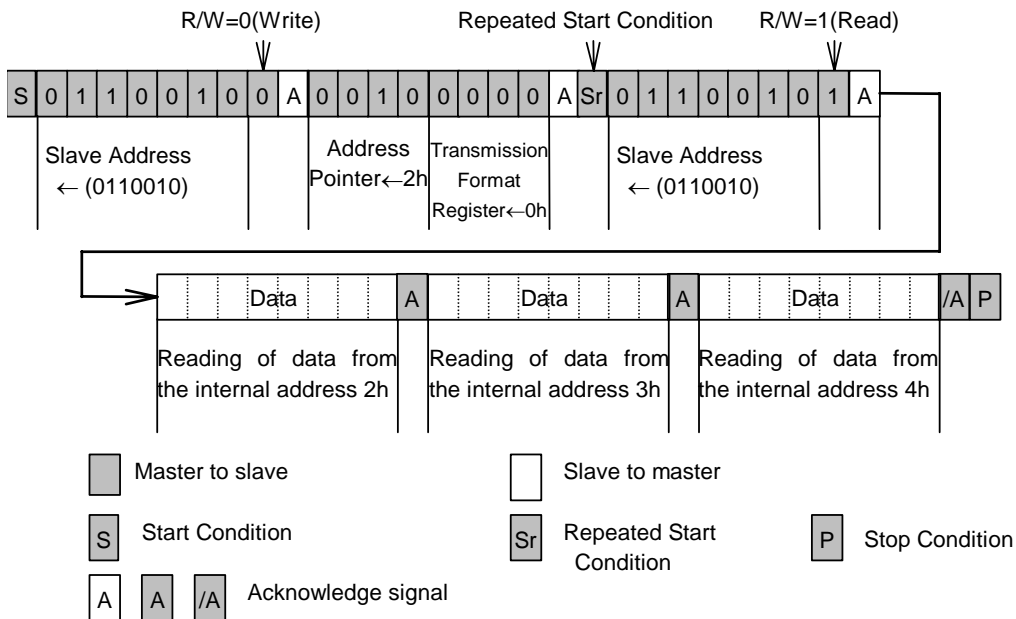 R/W=0(Write) Repeated Start Condition R/W=1(Read)
S 0 1 1 0 0 1 0 0 A 0 0 1 0 0 0 0 0 A Sr 0 1 1 0 0 1 0 1 A
Slave Address
← (0110010)
Address
Pointer←2h
Transmission
Format
Register←0h
Slave Address
← (0110010)
Data A Data A Data /A P
Reading of data from
the internal address 2h
Reading of data from
the internal address 3h
Reading of data from
the internal address 4h
Master to slave
Slave to master
S Start Condition
Sr Repeated Start
Condition
P Stop Condition
A A /A Acknowledge signal